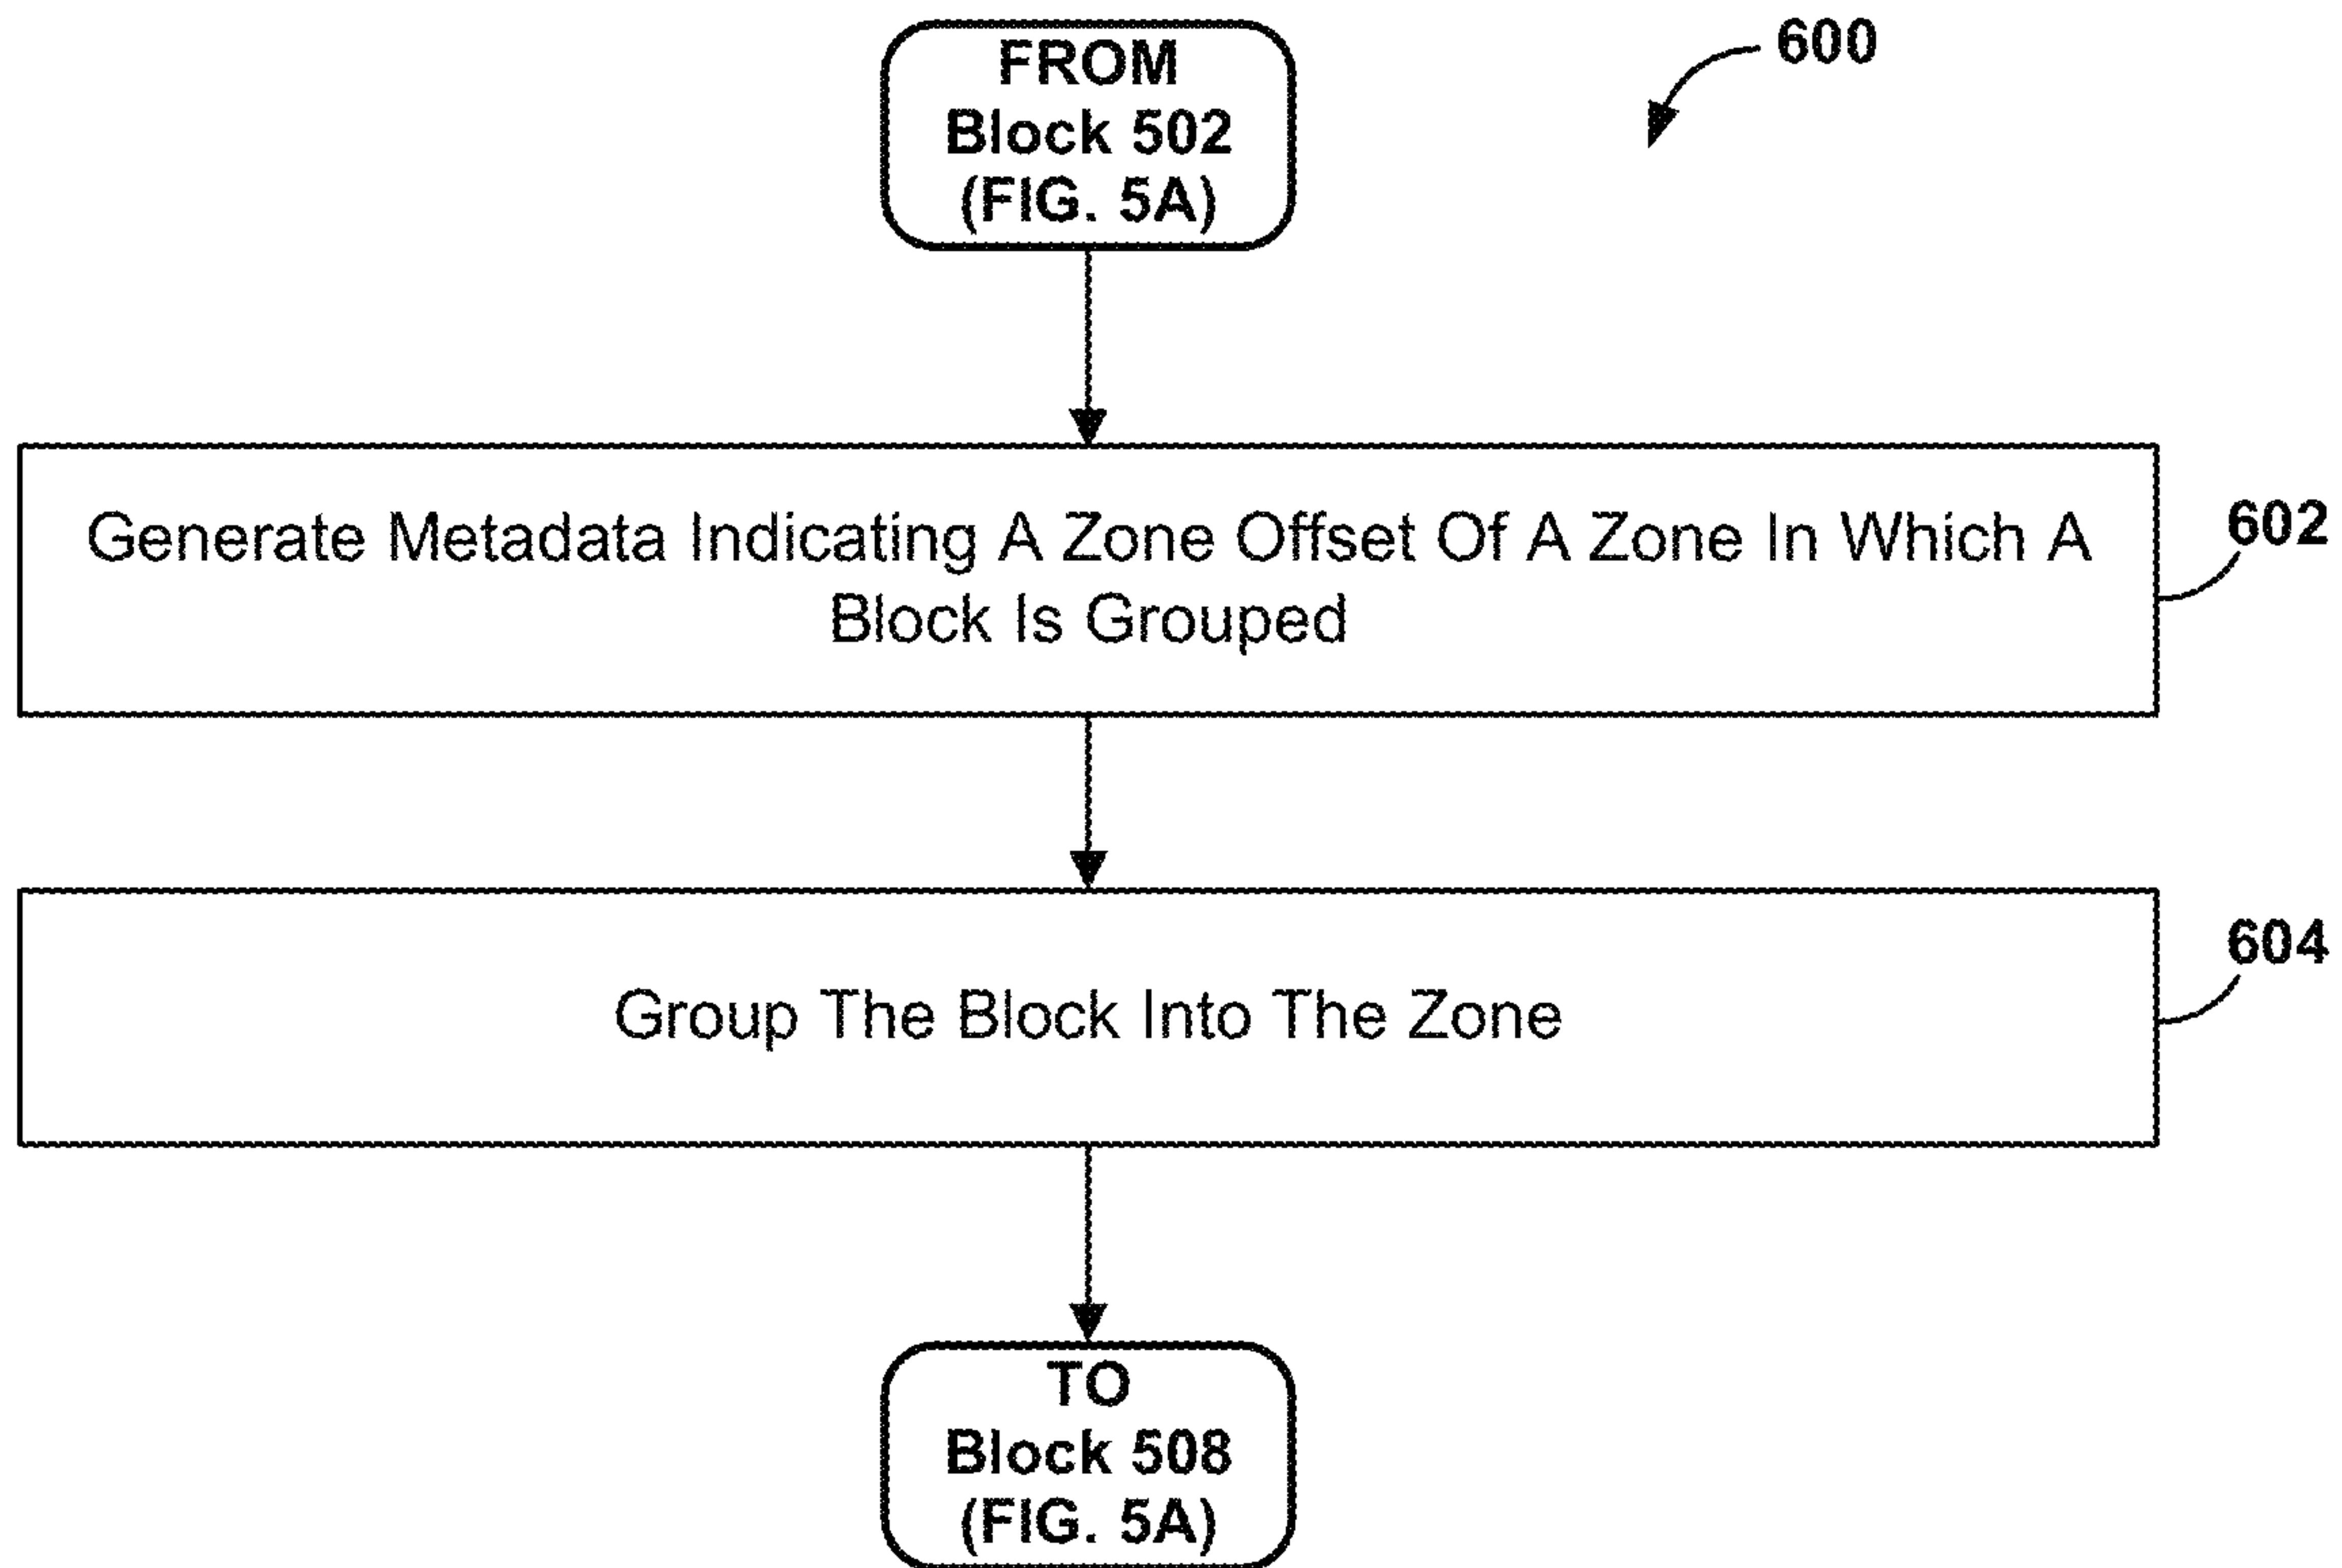 600
FROM
Block 502
(FIG. 5A)
Generate Metadata Indicating A Zone Offset Of A Zone In Which A
Block Is Grouped
602
Group The Block Into The Zone
604
TO
Block 508
(FIG. 5A)